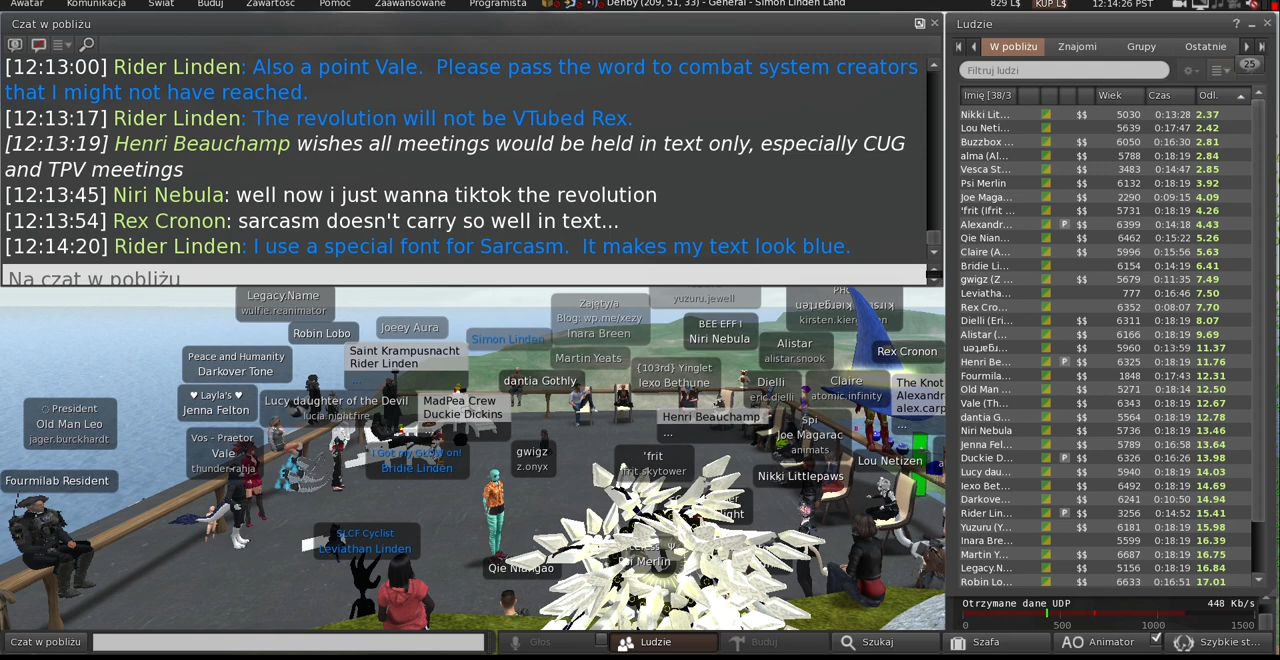 Awatar Komunikacja Świat Buduj Zawartość Pomoc Zaawansowane Programista Denby (209, 51, 33) - General - Simon Linden Land 829 L$ KUP L$ 12:14:26 PST
Czat w pobliżu
[12:13:00] Rider Linden: Also a point Vale.  Please pass the word to combat system creators
that I might not have reached.
[12:13:17] Rider Linden: The revolution will not be VTubed Rex.
[12:13:19] Henri Beauchamp wishes all meetings would be held in text only, especially CUG
and TPV meetings
[12:13:45] Niri Nebula: well now i just wanna tiktok the revolution
[12:13:54] Rex Cronon: sarcasm doesn't carry so well in text...
[12:14:20] Rider Linden: I use a special font for Sarcasm.  It makes my text look blue.
Na czat w pobliżu
Legacy.Name
wulfie.reanimator
Robin Lobo
Joeey Aura
Simon Linden
Zajęty/a
Blog: wp.me/xezy
Inara Breen
yuzuru.jewell
kirsten.kier
BEE EFF I
Niri Nebula
Alistar
alistar.snook
Rex Cronon
Peace and Humanity
Darkover Tone
Saint Krampusnacht
Rider Linden
...
Martin Yeats
dantia Gothly
{103rd} Yinglet
Iexo Bethune
Dielli
eric.dielli
Claire
atomic.infinity
The Knot
Alexandr
alex.carp
...
♥ Layla's ♥
Jenna Felton
Lucy daughter of the Devil
lucia.nightfire
MadPea Crew
Duckie Dickins
...
Henri Beauchamp
...
President
Old Man Leo
jager.burckhardt
Vos - Praetor
Vale
thunder.rahja
I Got my GLOW on!
Bridie Linden
gwigz
z.onyx
'frit
ifrit.skytower
Spi
Joe Magarac
animats
Lou Netizen
Nikki Littlepaws
Fourmilab Resident
SLCF Cyclist
Leviathan Linden
Qie Niangao
Psi Merlin
Ludzie
? _ ×
W pobliżu Znajomi Grupy Ostatnie
Filtruj ludzi 25
Imię [38/3 Wiek Czas Odl.
Nikki Lit... $$ 5030 0:13:28 2.37
Lou Neti... 5639 0:17:47 2.42
Buzzbox ... $$ 6050 0:16:30 2.81
alma (Al... $$ 5788 0:18:19 2.84
Vesca St... $$ 3483 0:14:47 2.85
Psi Merlin $$ 6132 0:18:19 3.92
Joe Maga... $$ 2290 0:09:15 4.09
'frit (Ifrit ... $$ 5731 0:18:19 4.26
Alexandr... P $$ 6399 0:14:18 4.43
Qie Nian... $$ 6462 0:15:22 5.26
Claire (A... $$ 5996 0:15:56 5.63
Bridie Li... 6154 0:14:19 6.41
gwigz (Z ... $$ 5679 0:11:35 7.49
Leviatha... 777 0:16:46 7.50
Rex Cro... 6352 0:08:07 7.70
Dielli (Eri... $$ 6311 0:18:19 8.07
Alistar (... $$ 6166 0:18:19 9.69
$$ 5960 0:13:59 11.37
Henri Be... P $$ 6325 0:18:19 11.76
Fourmila... $$ 1848 0:17:43 12.31
Old Man ... $$ 5271 0:18:14 12.50
Vale (Th... $$ 6343 0:18:19 12.67
dantia G... $$ 5564 0:18:19 12.78
Niri Nebula $$ 5736 0:18:19 13.46
Jenna Fel... $$ 5789 0:16:58 13.64
Duckie D... P $$ 6326 0:16:26 13.98
Lucy dau... $$ 5940 0:18:19 14.03
Iexo Bet... $$ 6492 0:18:19 14.69
Darkove... $$ 6241 0:10:50 14.94
Rider Lin... P $$ 3256 0:14:52 15.41
Yuzuru (Y... $$ 6181 0:18:19 15.98
Inara Bre... 5599 0:18:19 16.39
Martin Y... $$ 6687 0:18:19 16.75
Legacy.N... $$ 5156 0:18:19 16.84
Robin Lo... $$ 6633 0:16:51 17.01
Otrzymane dane UDP 448 Kb/s
0 500 1000 1500
Czat w pobliżu Głos Ludzie Buduj Szukaj Szafa AO Animator Szybkie st...